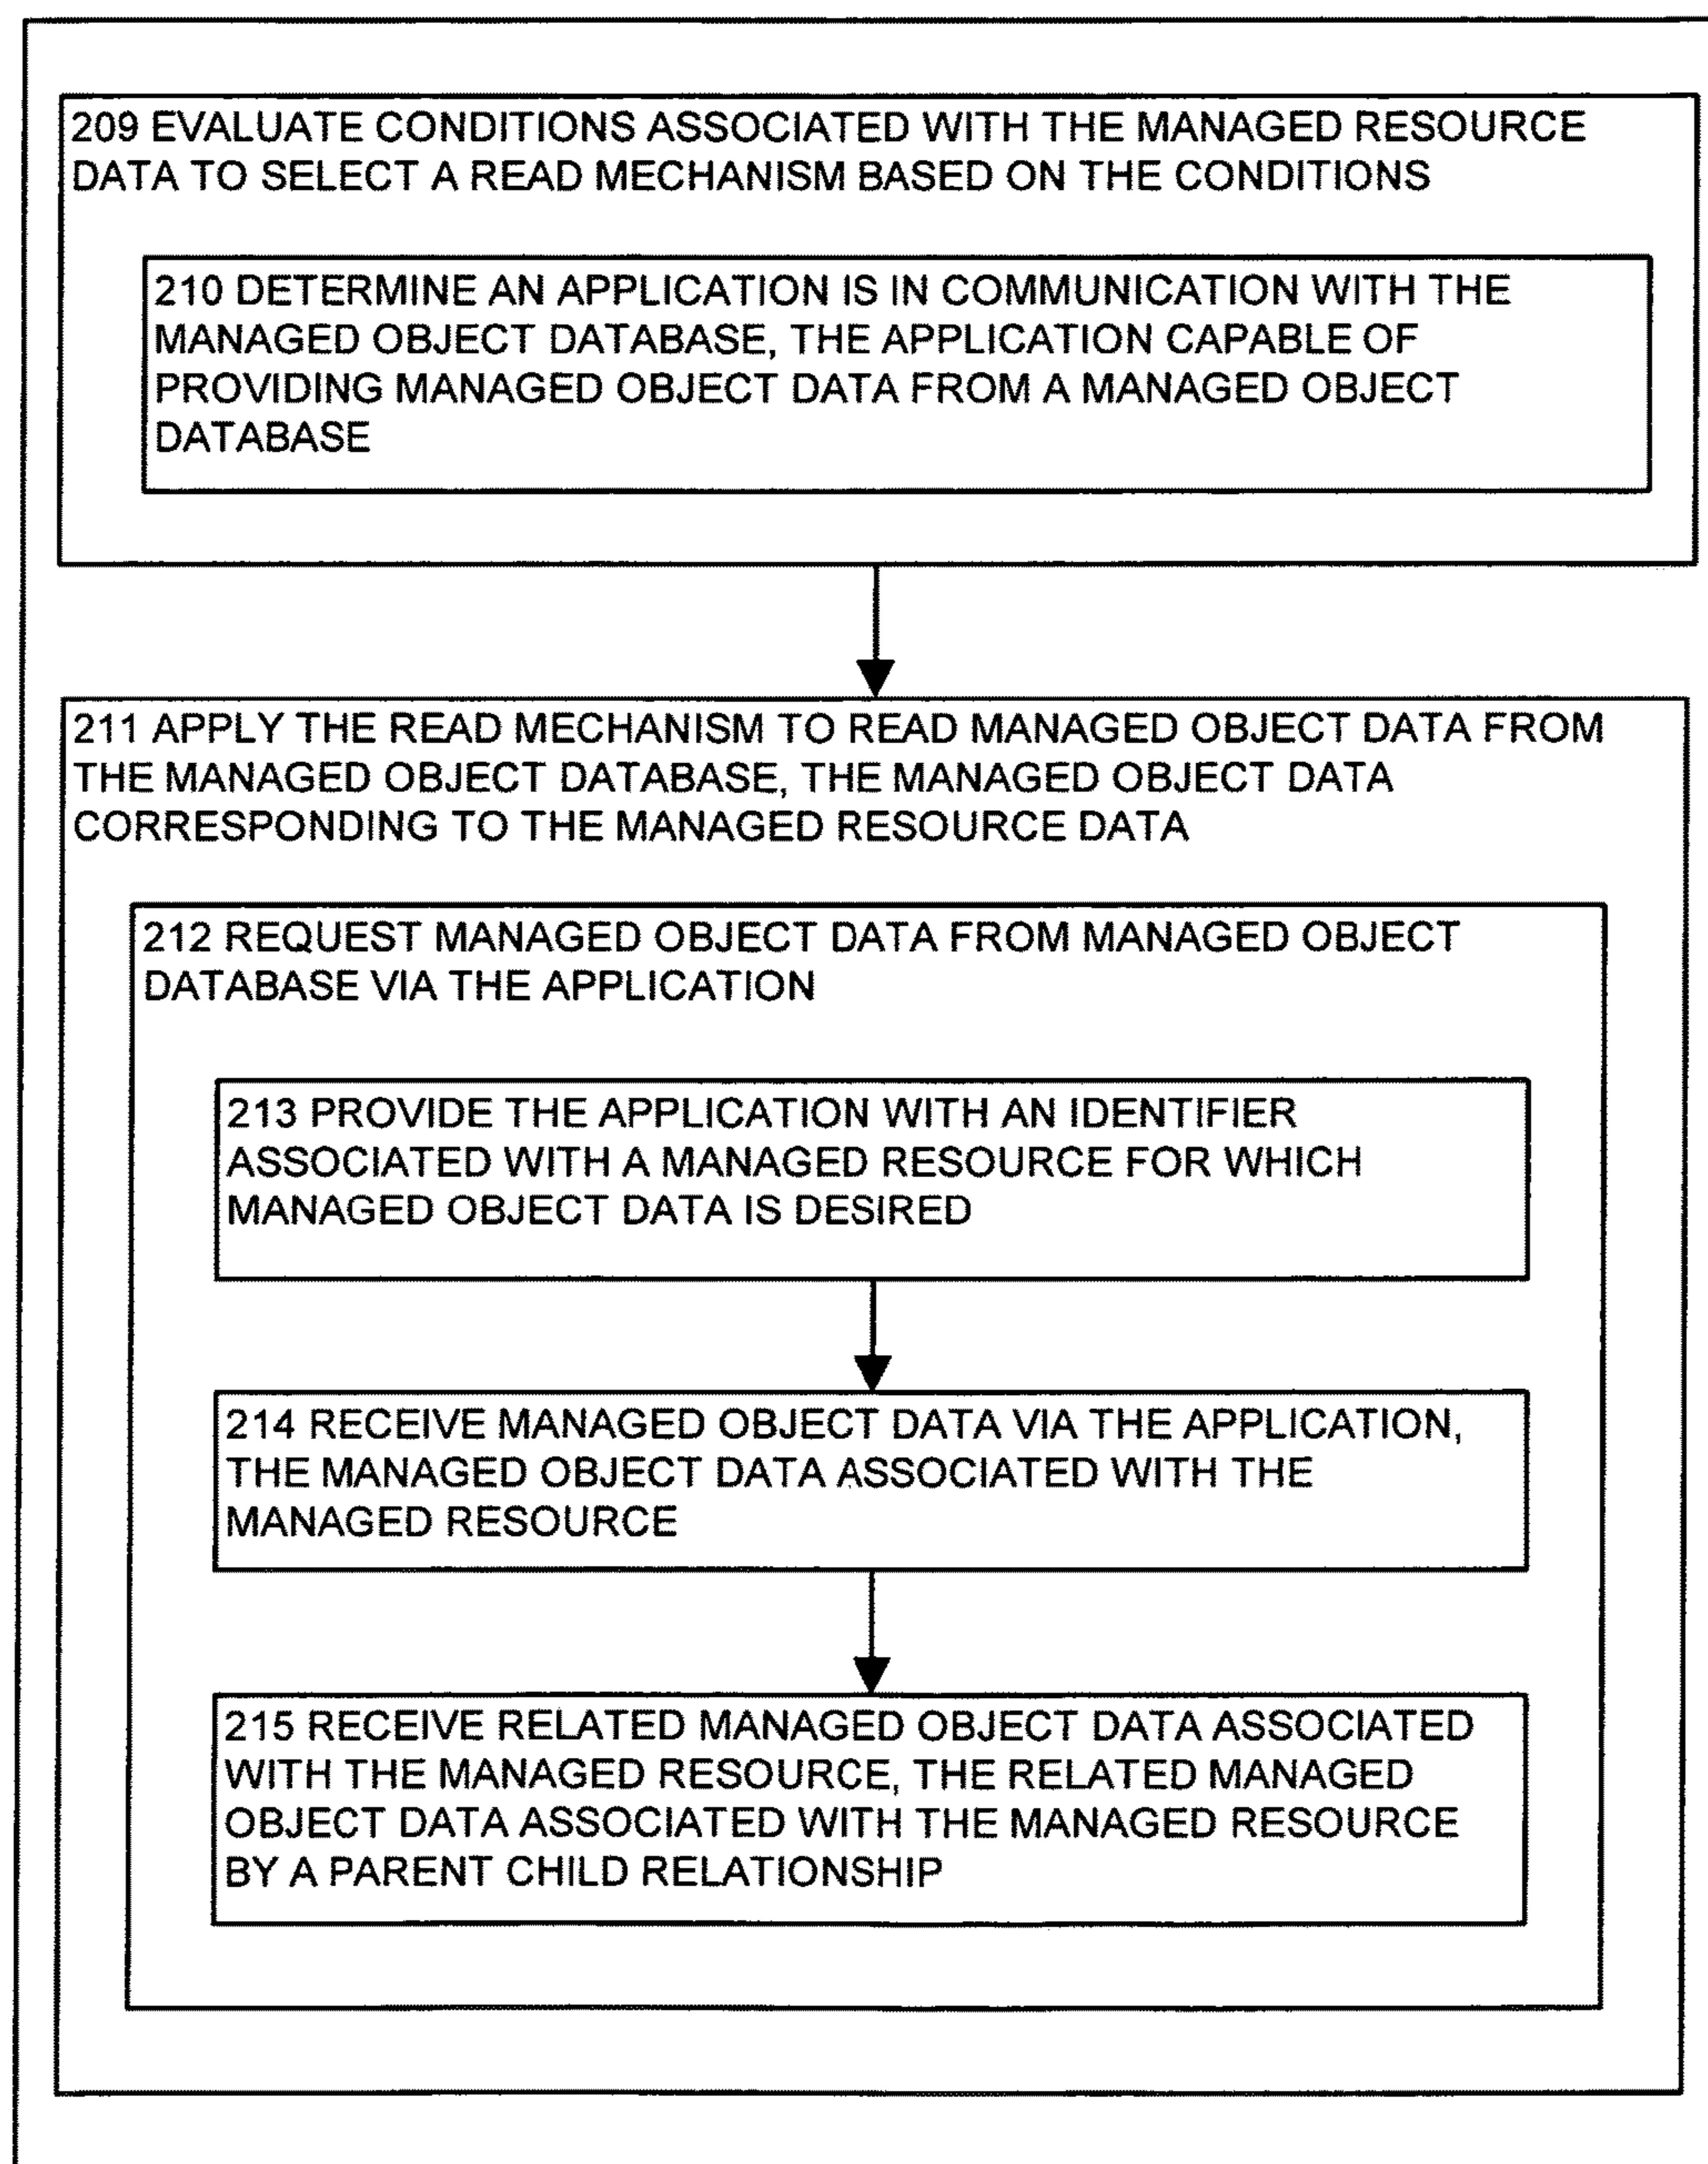 209 EVALUATE CONDITIONS ASSOCIATED WITH THE MANAGED RESOURCE
DATA TO SELECT A READ MECHANISM BASED ON THE CONDITIONS
210 DETERMINE AN APPLICATION IS IN COMMUNICATION WITH THE
MANAGED OBJECT DATABASE, THE APPLICATION CAPABLE OF
PROVIDING MANAGED OBJECT DATA FROM A MANAGED OBJECT
DATABASE
211 APPLY THE READ MECHANISM TO READ MANAGED OBJECT DATA FROM
THE MANAGED OBJECT DATABASE, THE MANAGED OBJECT DATA
CORRESPONDING TO THE MANAGED RESOURCE DATA
212 REQUEST MANAGED OBJECT DATA FROM MANAGED OBJECT
DATABASE VIA THE APPLICATION
213 PROVIDE THE APPLICATION WITH AN IDENTIFIER
ASSOCIATED WITH A MANAGED RESOURCE FOR WHICH
MANAGED OBJECT DATA IS DESIRED
214 RECEIVE MANAGED OBJECT DATA VIA THE APPLICATION,
THE MANAGED OBJECT DATA ASSOCIATED WITH THE
MANAGED RESOURCE
215 RECEIVE RELATED MANAGED OBJECT DATA ASSOCIATED
WITH THE MANAGED RESOURCE, THE RELATED MANAGED
OBJECT DATA ASSOCIATED WITH THE MANAGED RESOURCE
BY A PARENT CHILD RELATIONSHIP